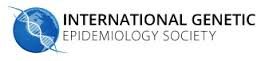 INTERNATIONAL GENETIC
EPIDEMIOLOGY SOCIETY